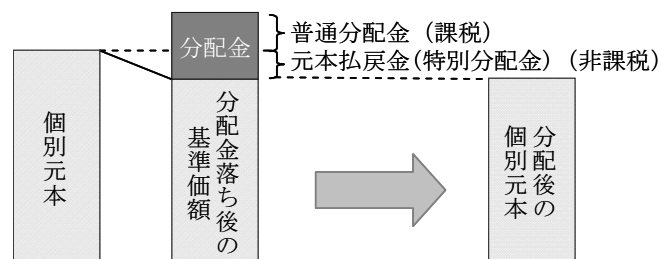 分配金
普通分配金（課税）
元本払戻金（特別分配金）（非課税）
個別元本
分配金落ち後の
基準価額
分配後の
個別元本